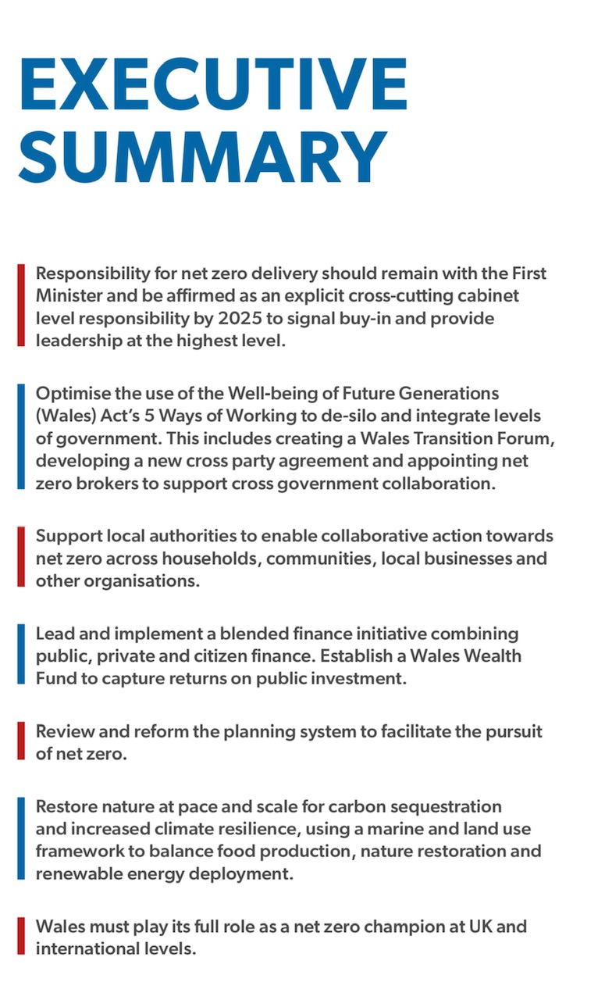 EXECUTIVE
SUMMARY
Responsibility for net zero delivery should remain with the First
Minister and be affirmed as an explicit cross-cutting cabinet
level responsibility by 2025 to signal buy-in and provide
leadership at the highest level.
Optimise the use of the Well-being of Future Generations
(Wales) Act’s 5 Ways of Working to de-silo and integrate levels
of government. This includes creating a Wales Transition Forum,
developing a new cross party agreement and appointing net
zero brokers to support cross government collaboration.
Support local authorities to enable collaborative action towards
net zero across households, communities, local businesses and
other organisations.
Lead and implement a blended finance initiative combining
public, private and citizen finance. Establish a Wales Wealth
Fund to capture returns on public investment.
Review and reform the planning system to facilitate the pursuit
of net zero.
Restore nature at pace and scale for carbon sequestration
and increased climate resilience, using a marine and land use
framework to balance food production, nature restoration and
renewable energy deployment.
Wales must play its full role as a net zero champion at UK and
international levels.